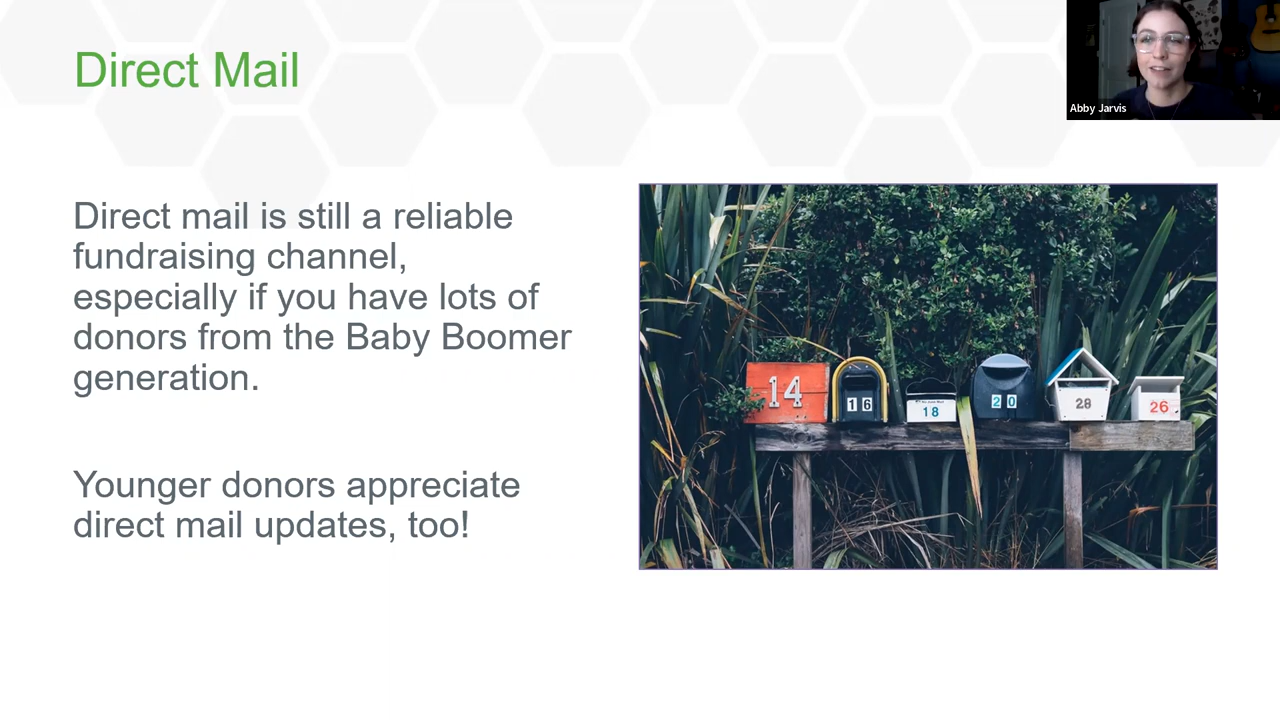 Direct Mail
Abby Jarvis
Direct mail is still a reliable
fundraising channel,
especially if you have lots of
donors from the Baby Boomer
generation.
Younger donors appreciate
direct mail updates, too!
14
16
18
20
28
26